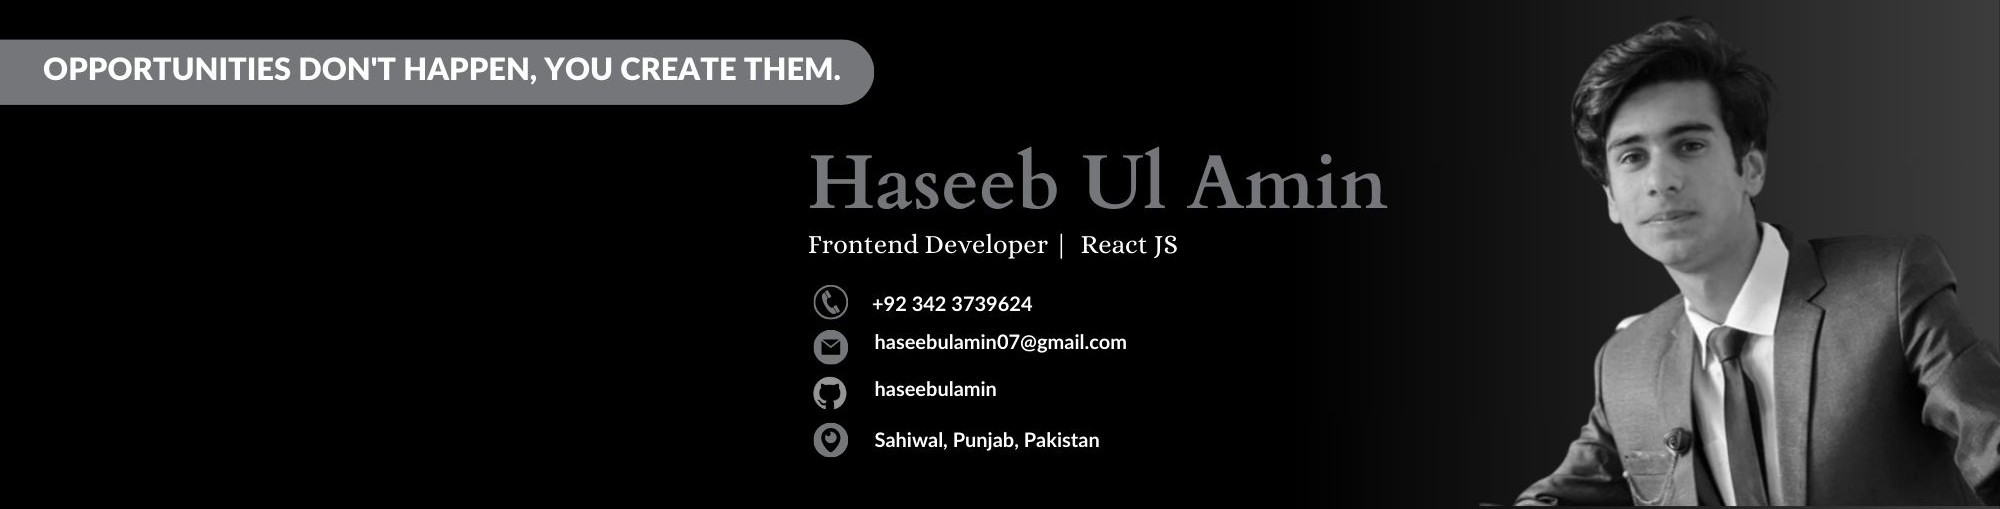 OPPORTUNITIES DON'T HAPPEN, YOU CREATE THEM.
Haseeb Ul Amin
Frontend Developer | React JS
+92 342 3739624
haseebulamin07@gmail.com
haseebulamin
Sahiwal, Punjab, Pakistan